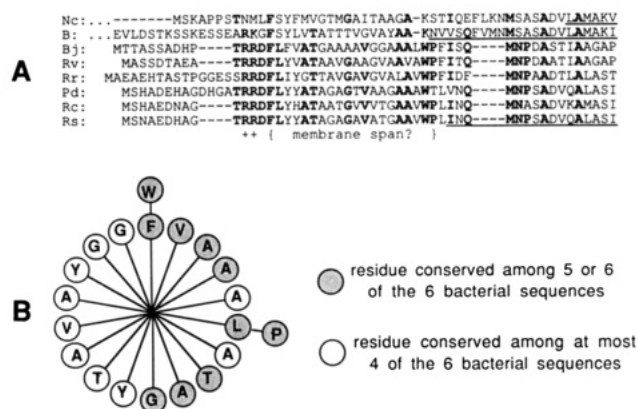 A
Nc:...------MSKAPPSTNMLFSYFMVGTMGAITAAGA-KSTIQEFLKNMSASADVLAMAKV
B:....EVLDSTKSSKESSEARKGFSYLVTATTTVGVAYAA-KNVVSQFVMNMSASADVLAMAKI
Bj: MTTASSADHP----TRRDFLFVATGAAAAVGGAAALWPFISQ-----MNPDASTIAAGAP
Rv: MASSDTAEA-----TRRDFLYVATAAVGAAGVAAVAWPFITQ-----MNPDAATIAAGAP
Rr: MAEAEHTASTPGGESSRRDFLIYGTTAVGAVGVALAVWPFIDF-----MNPAADTLALAST
Pd: MSHADEHAGDHGATRRDFLYYATAGAGTVAAGAAAWTLVNQ-----MNPSADVQALASI
Rc: MSHAEDNAG-----TRRDFLYHATAATGVVVTGAAVWPLINQ-----MNASADVKAMASI
Rs: MSNAEDHAG-----TRRDFLYYATAGAGAVATGAAVWPLINQ-----MNPSADVQALASI
++ { membrane span? }
B
W
F
V
A
A
A
L
P
A
T
A
G
Y
T
A
V
A
Y
G
G
residue conserved among 5 or 6
of the 6 bacterial sequences
residue conserved among at most
4 of the 6 bacterial sequences